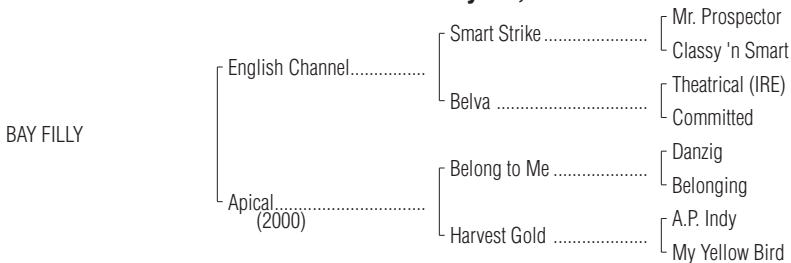 Mr. Prospector
Smart Strike......................
Classy 'n Smart
English Channel................
Theatrical (IRE)
Belva ................................
Committed
BAY FILLY
Danzig
Belong to Me ....................
Belonging
Apical................................
(2000)
A.P. Indy
Harvest Gold ....................
My Yellow Bird